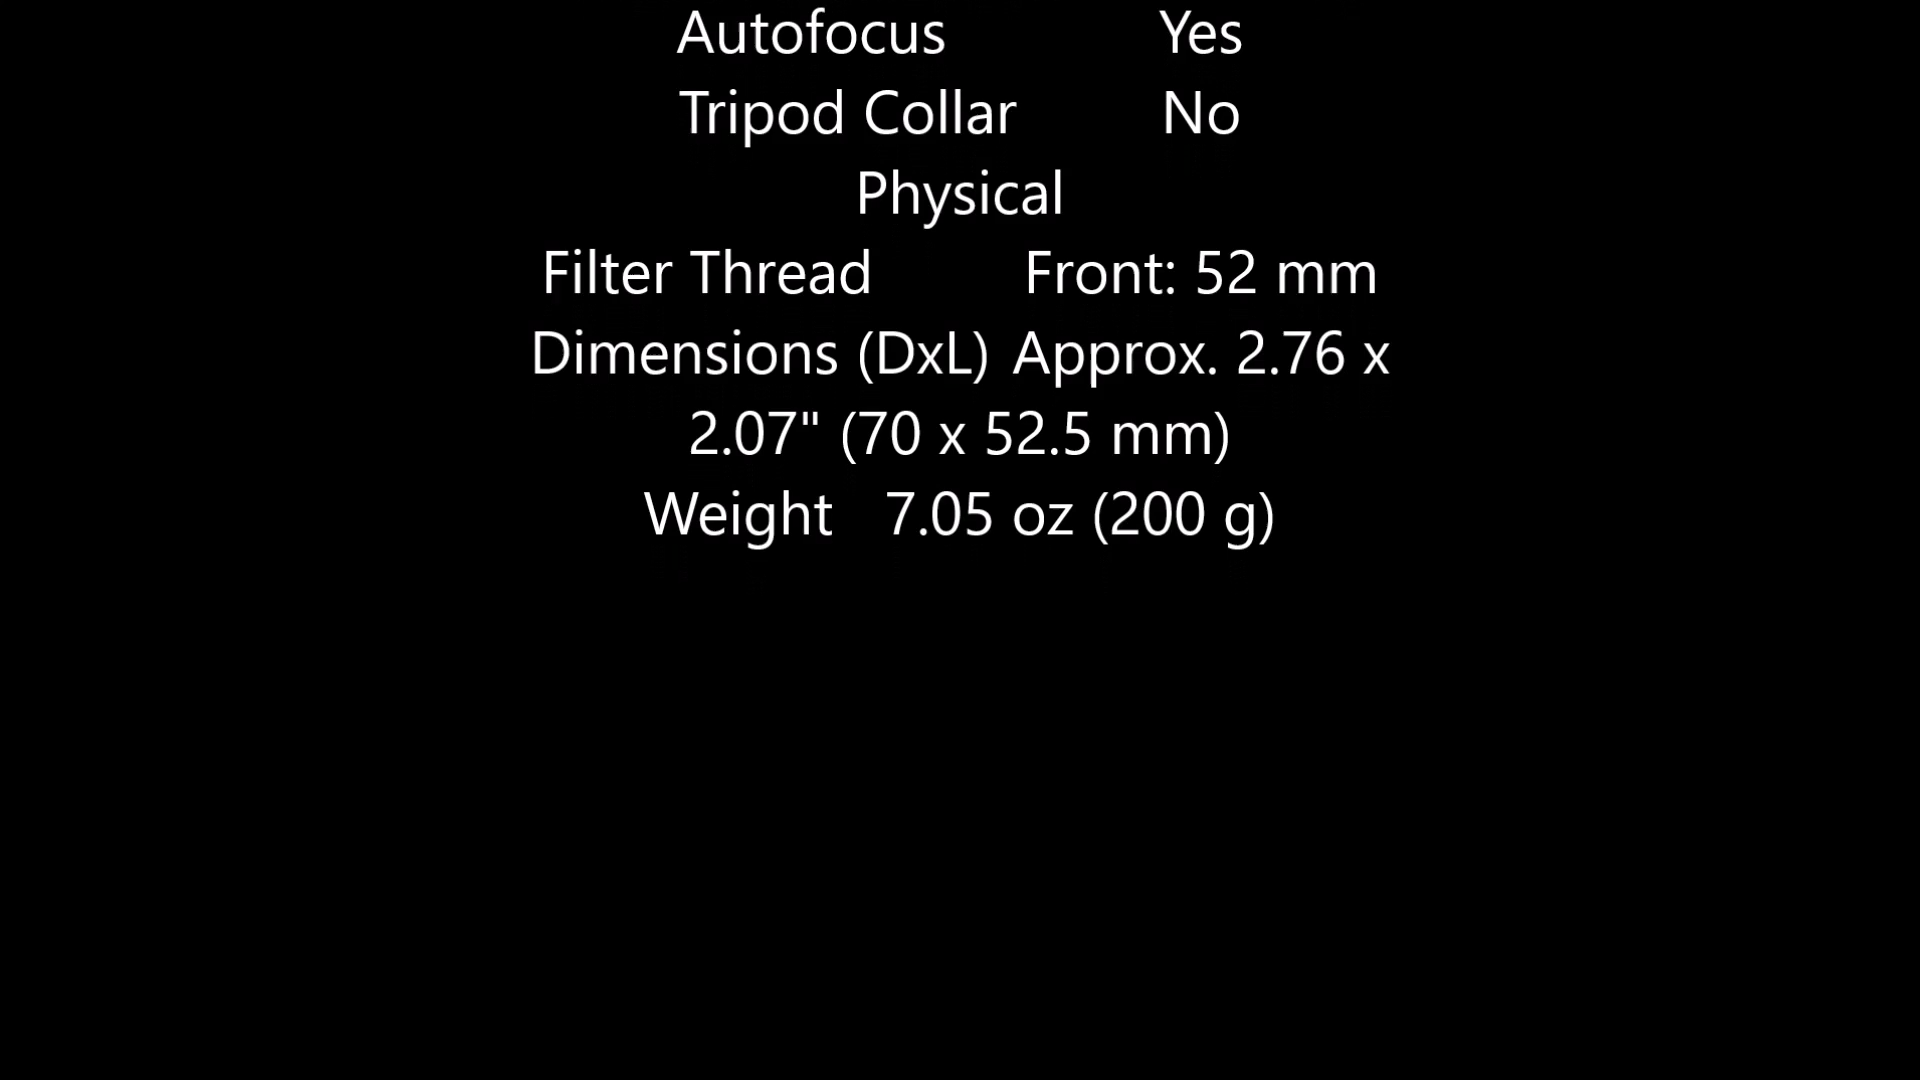 Autofocus Yes
Tripod Collar No
Physical
Filter Thread Front: 52 mm
Dimensions (DxL) Approx. 2.76 x
2.07" (70 x 52.5 mm)
Weight 7.05 oz (200 g)